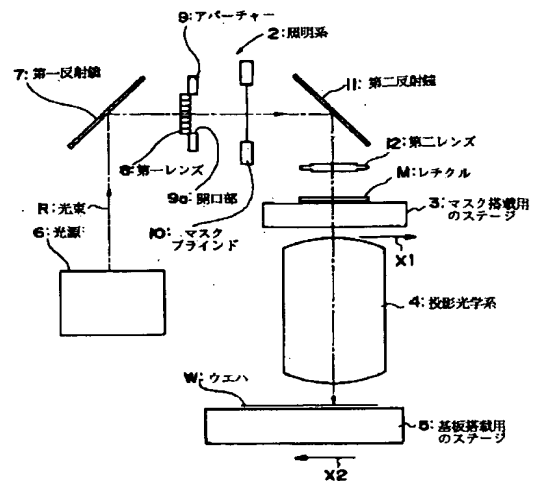 9:アパーチャー
2:照明系
7:第一反射鏡
11:第二反射鏡
12:第二レンズ
8:第一レンズ
M:レチクル
9a:開口部
3:マスク搭載用
のステージ
R:光束
10:マスク
ブラインド
6:光源
X1
4:投影光学系
W:ウエハ
5:基板搭載用
のステージ
X2